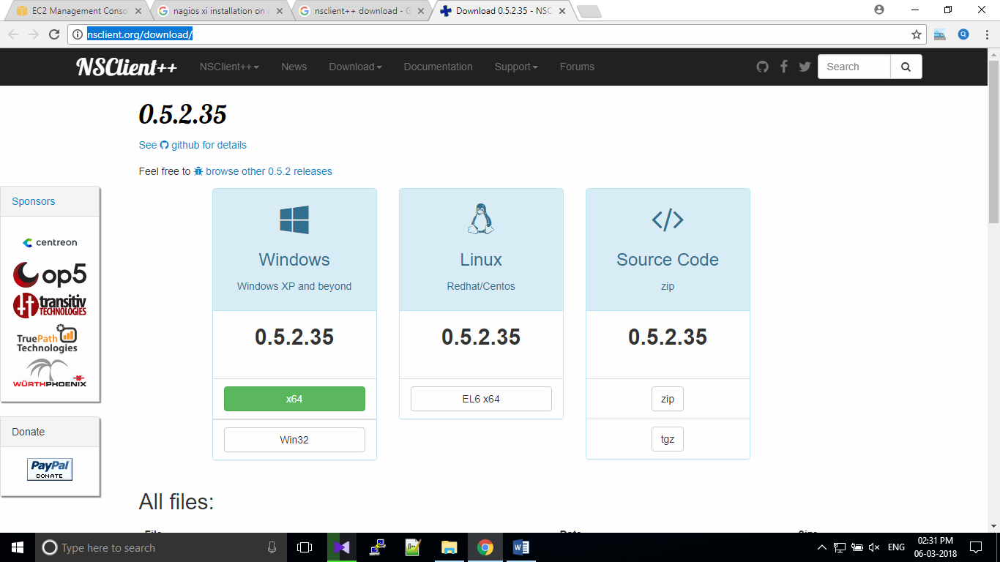 EC2 Management Conso
nagios xi installation on
nsclient++ download - G
Download 0.5.2.35 - NSC
nsclient.org/download/
NSClient++
NSClient++
News
Download
Documentation
Support
Forums
Search
0.5.2.35
See github for details
Feel free to browse other 0.5.2 releases
Sponsors
centreon
op5
transitiv
TECHNOLOGIES
TruePath
Technologies
WÜRTHPHOENIX
Donate
PayPal
DONATE
Windows
Windows XP and beyond
0.5.2.35
x64
Win32
Linux
Redhat/Centos
0.5.2.35
EL6 x64
Source Code
zip
0.5.2.35
zip
tgz
All files:
File
Date
Size
Type here to search
ENG
02:31 PM
06-03-2018